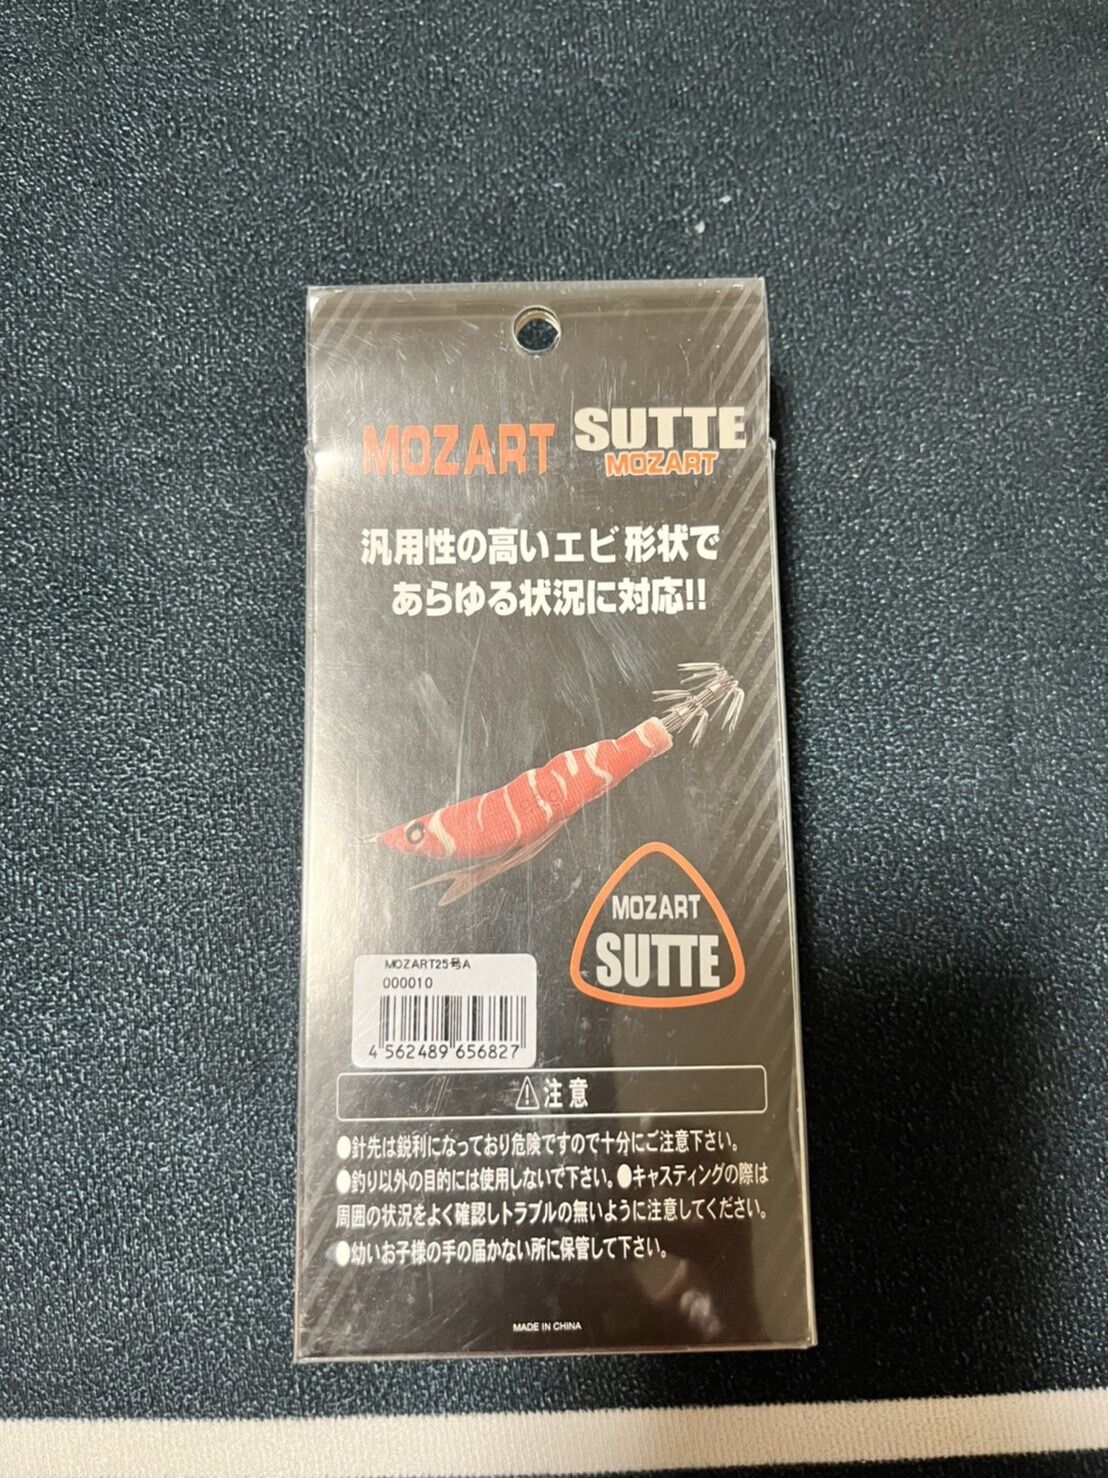 MOZART SUTTE
MOZART
汎用性の高いエビ形状で
あらゆる状況に対応!!
MOZART
SUTTE
MOZART25号A
000010
4 562489 656827
⚠注意
●針先は鋭利になっており危険ですので十分にご注意下さい。
●釣り以外の目的には使用しないで下さい。●キャスティングの際は
周囲の状況をよく確認しトラブルの無いように注意してください。
●幼いお子様の手の届かない所に保管して下さい。
MADE IN CHINA